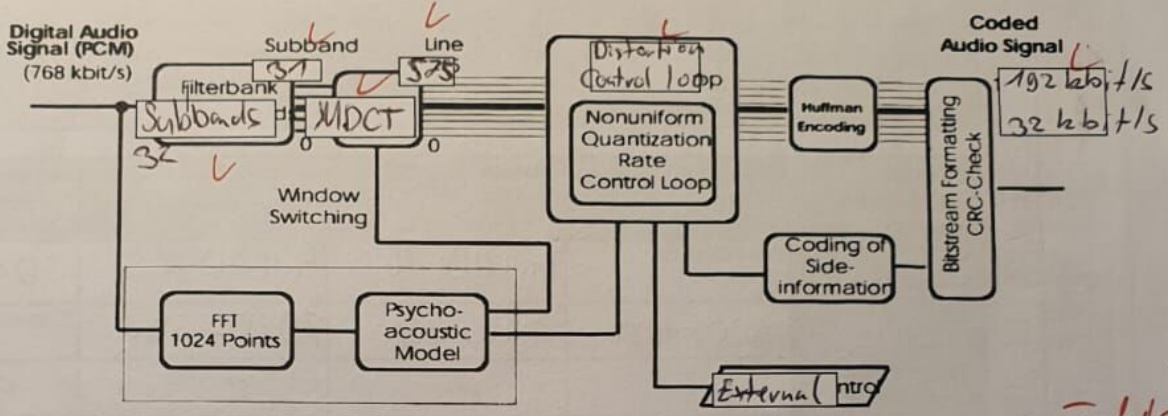 Digital Audio
Signal (PCM)
(768 kbit/s)
Subband
31
Line
575
Filterbank
Subbands
32
MDCT
0
0
Window
Switching
Distortion
Control loop
Nonuniform
Quantization
Rate
Control Loop
Huffman
Encoding
Coded
Audio Signal
192 kbit/s
32 kbit/s
Bitstream Formatting
CRC-Check
Coding of
Side-
information
FFT
1024 Points
Psycho-
acoustic
Model
External ntrol